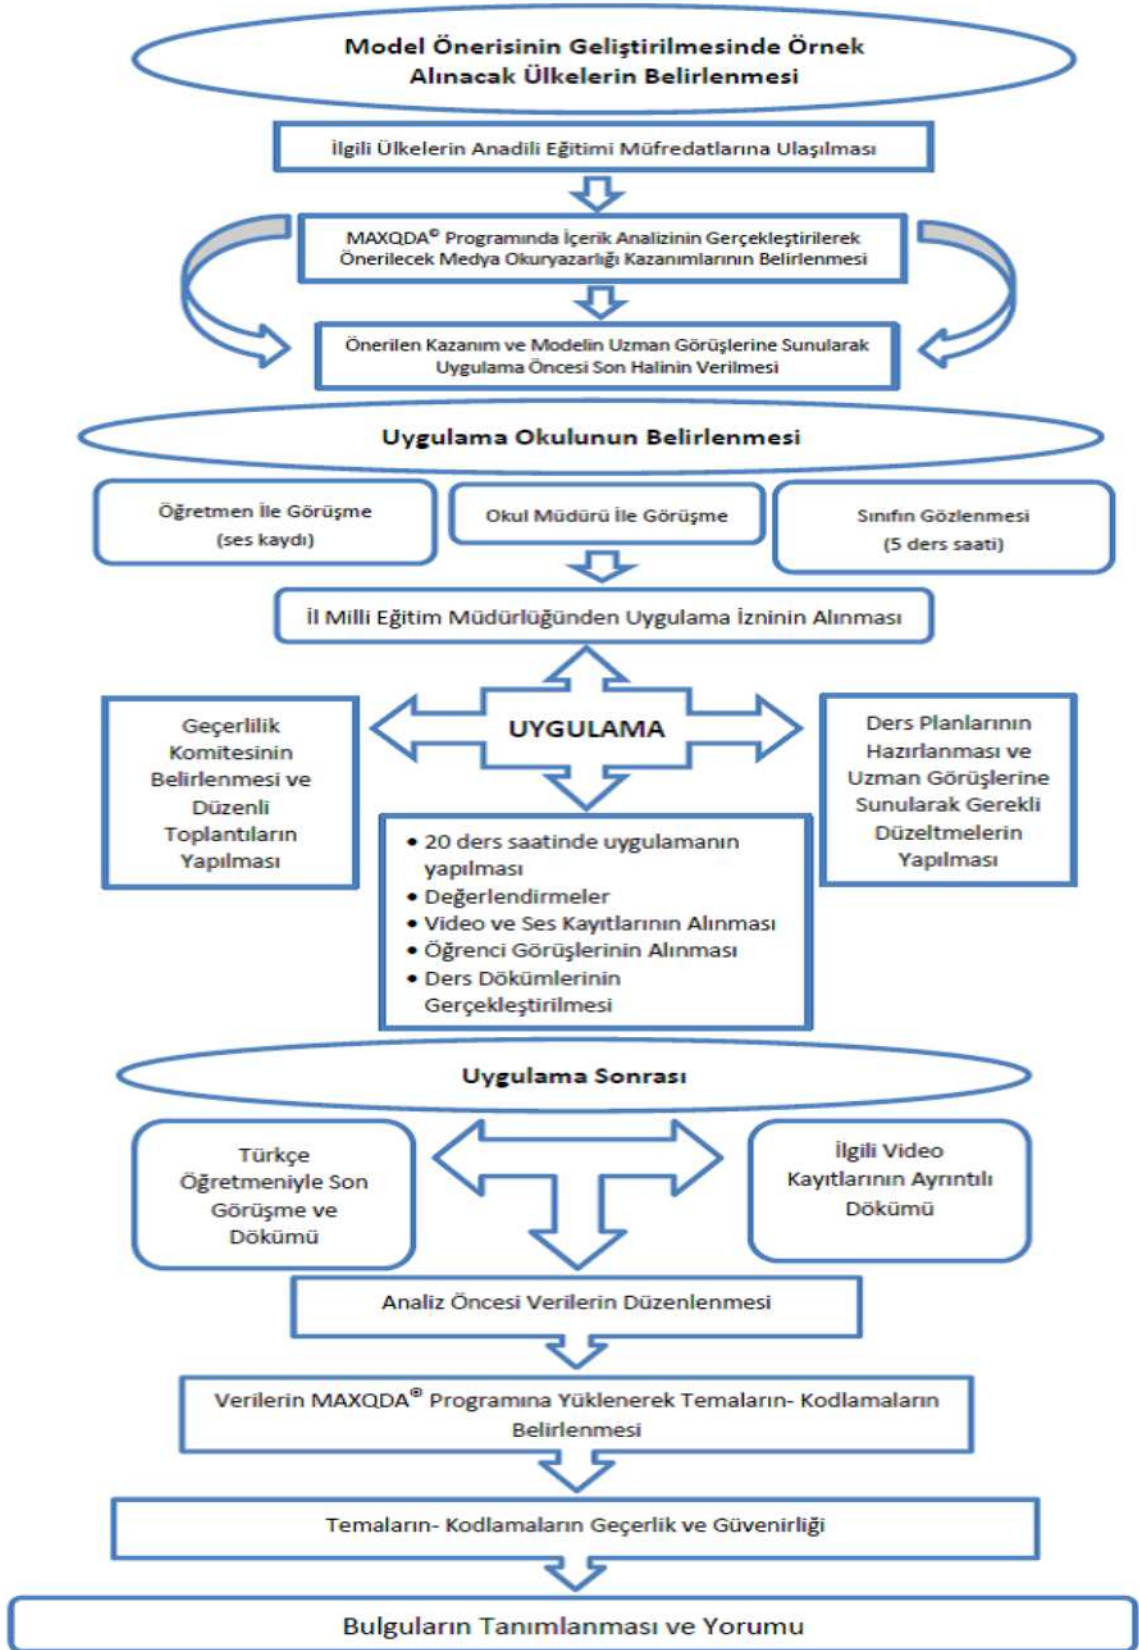 Model Önerisinin Geliştirilmesinde Örnek
Alınacak Ülkelerin Belirlenmesi
İlgili Ülkelerin Anadili Eğitimi Müfredatlarına Ulaşılması
MAXQDA© Programında İçerik Analizinin Gerçekleştirilerek
Önerilecek Medya Okuryazarlığı Kazanımlarının Belirlenmesi
Önerilen Kazanım ve Modelin Uzman Görüşlerine Sunularak
Uygulama Öncesi Son Halinin Verilmesi
Uygulama Okulunun Belirlenmesi
Öğretmen İle Görüşme
(ses kaydı)
Okul Müdürü İle Görüşme
Sınıfın Gözlenmesi
(5 ders saati)
İl Milli Eğitim Müdürlüğünden Uygulama İzninin Alınması
UYGULAMA
Geçerlilik
Komitesinin
Belirlenmesi ve
Düzenli
Toplantıların
Yapılması
Ders Planlarının
Hazırlanması ve
Uzman Görüşlerine
Sunularak Gerekli
Düzeltmelerin
Yapılması
• 20 ders saatinde uygulamanın
yapılması
• Değerlendirmeler
• Video ve Ses Kayıtlarının Alınması
• Öğrenci Görüşlerinin Alınması
• Ders Dökümlerinin
Gerçekleştirilmesi
Uygulama Sonrası
Türkçe
Öğretmeniyle Son
Görüşme ve
Dökümü
İlgili Video
Kayıtlarının Ayrıntılı
Dökümü
Analiz Öncesi Verilerin Düzenlenmesi
Verilerin MAXQDA® Programına Yüklenerek Temaların- Kodlamaların
Belirlenmesi
Temaların- Kodlamaların Geçerlik ve Güvenirliği
Bulguların Tanımlanması ve Yorumu